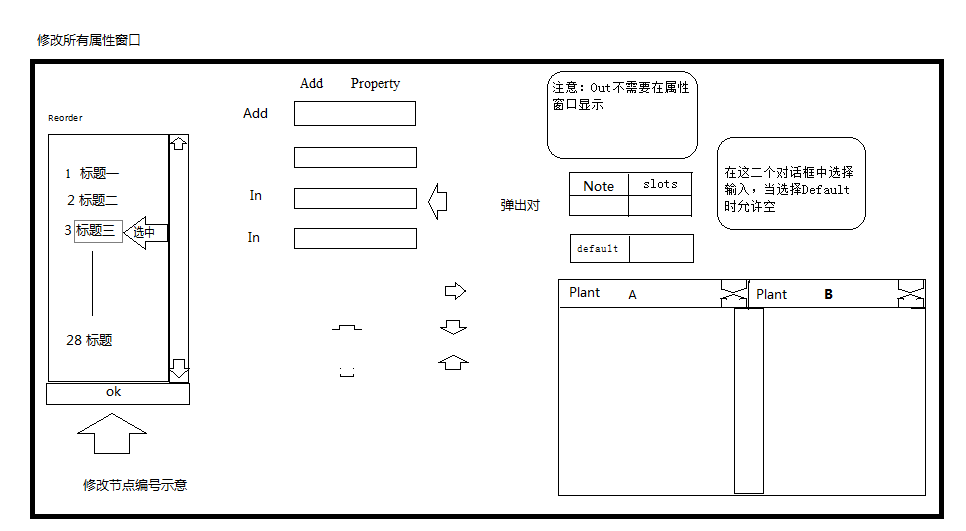 修改所有属性窗口
Add Property
Add
In
In
Reorder
1 标题一
2 标题二
3 标题三
选中
28 标题
ok
修改节点编号示意
注意：Out不需要在属性
窗口显示
在这二个对话框中选择
输入，当选择Default
时允许空
弹出对
Note slots
default
Plant A
Plant B